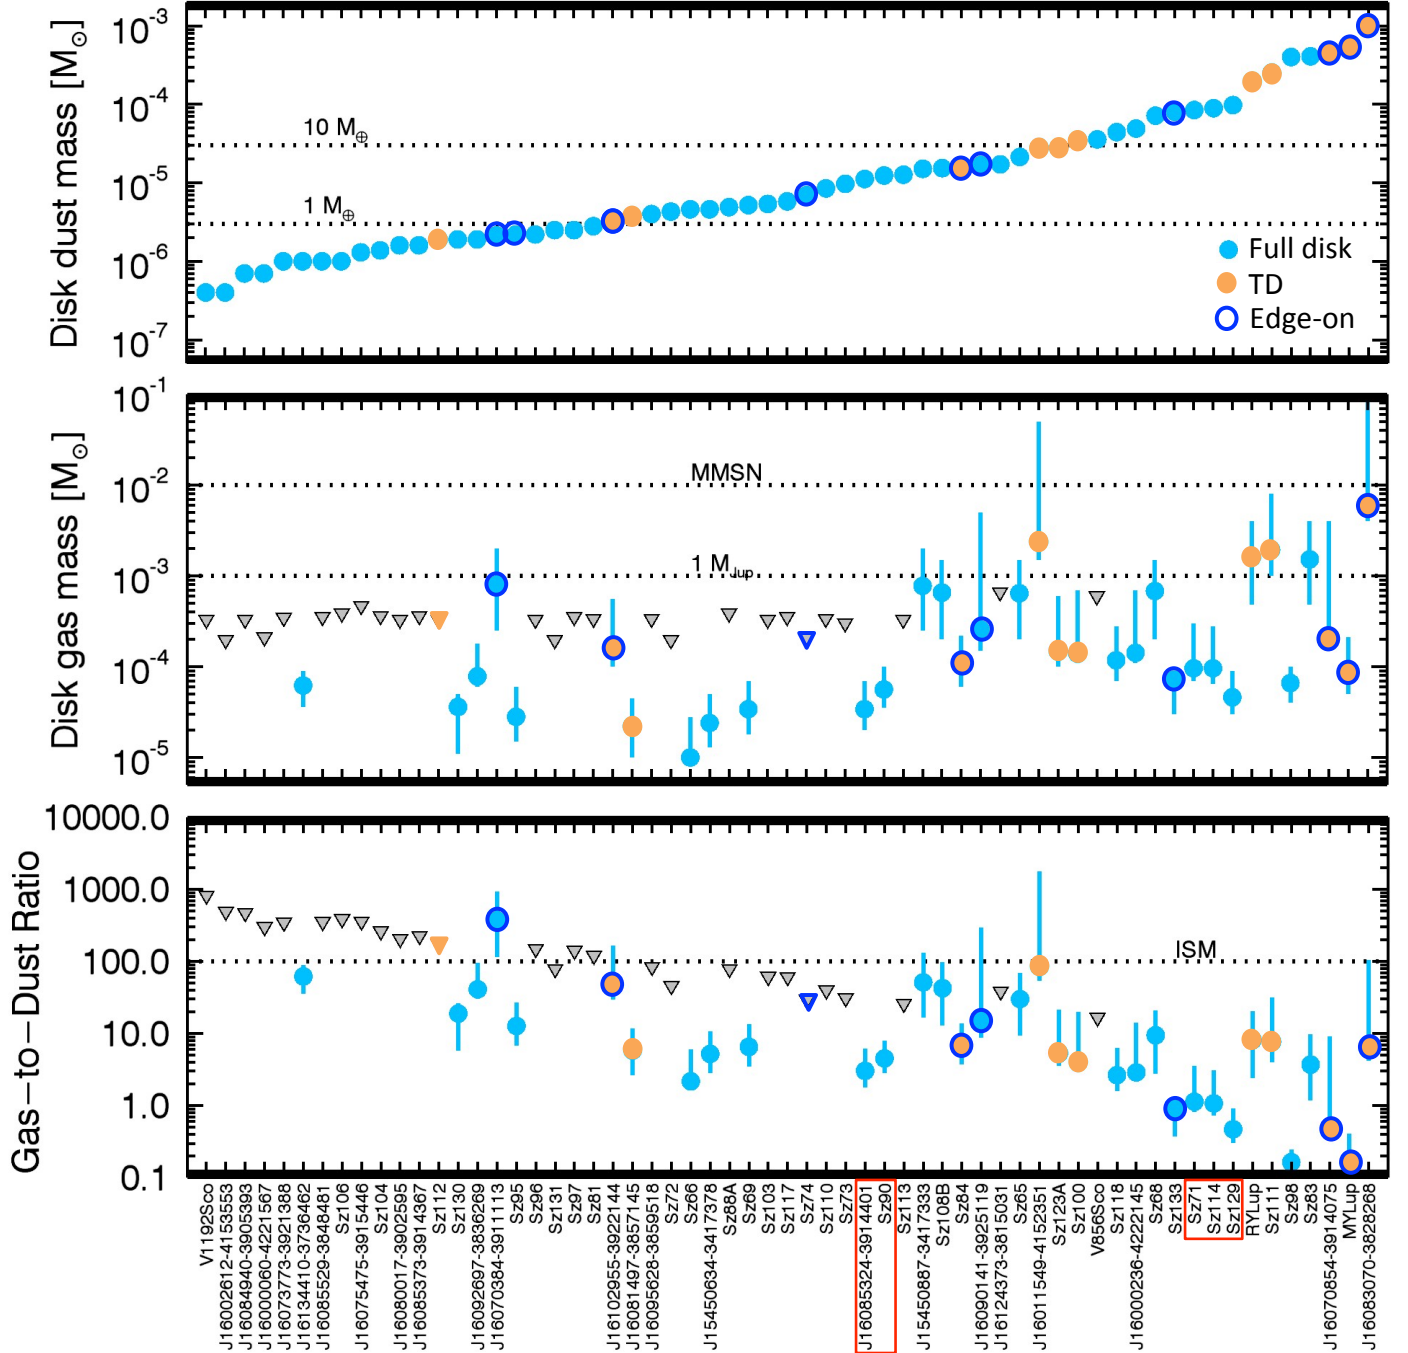 Disk dust mass [M⊙]
10⁻³
10⁻⁴
10⁻⁵
10⁻⁶
10⁻⁷
10 M⊕
1 M⊕
Full disk
TD
Edge-on
Disk gas mass [M⊙]
10⁻¹
10⁻²
10⁻³
10⁻⁴
10⁻⁵
MMSN
1 MJup
Gas-to-Dust Ratio
10000.0
1000.0
100.0
10.0
1.0
0.1
ISM
V1192Sco
J16002612-4153553
J16084940-3905393
J16000060-4221567
J16073773-3921388
J16134410-3736462
J16085529-3848481
Sz106
J16075475-3915446
Sz104
J16080017-3902595
J16085373-3914367
Sz112
Sz130
J16092697-3836269
J16070384-3911113
Sz95
Sz96
Sz131
Sz97
Sz81
J16102955-3922144
J16081497-3857145
J16095628-3859518
Sz72
Sz66
J15450634-3417378
Sz88A
Sz69
Sz103
Sz117
Sz74
Sz110
Sz73
J16085324-3914401
Sz90
Sz113
J15450887-3417333
Sz108B
Sz84
J16090141-3925119
J16124373-3815031
Sz65
J16011549-4152351
Sz123A
Sz100
V856Sco
Sz118
J16000236-4222145
Sz68
Sz133
Sz71
Sz114
Sz129
RYLup
Sz111
Sz98
Sz83
J16070854-3914075
MYLup
J16083070-3828268